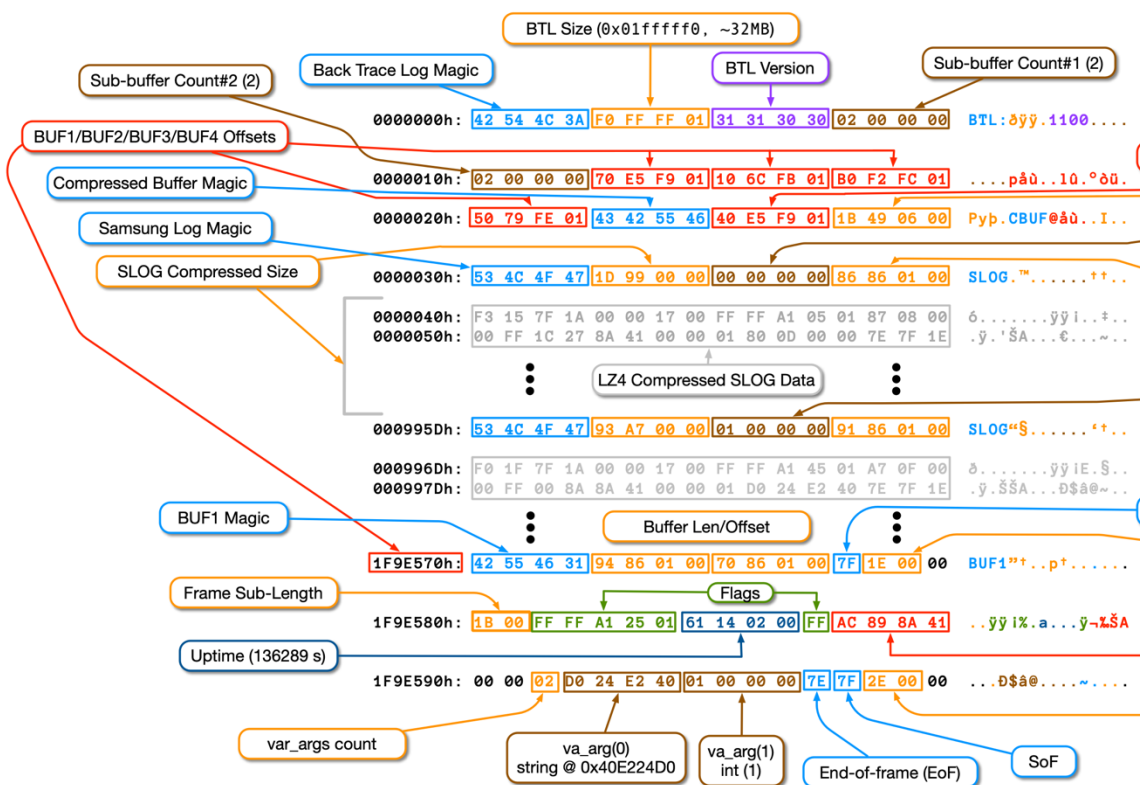 BTL Size (0x01fffff0, ~32MB)
Back Trace Log Magic
BTL Version
Sub-buffer Count#1 (2)
Sub-buffer Count#2 (2)
0000000h: 42 54 4C 3A F0 FF FF 01 31 31 30 30 02 00 00 00 BTL:ðÿÿ.1100....
BUF1/BUF2/BUF3/BUF4 Offsets
0000010h: 02 00 00 00 70 E5 F9 01 10 6C FB 01 B0 F2 FC 01 ....påù..lû.°òü.
Compressed Buffer Magic
0000020h: 50 79 FE 01 43 42 55 46 40 E5 F9 01 1B 49 06 00 Pyþ.CBUF@åù..I..
Samsung Log Magic
SLOG Compressed Size
0000030h: 53 4C 4F 47 1D 99 00 00 00 00 00 00 86 86 01 00 SLOG.™......††..
0000040h: F3 15 7F 1A 00 00 17 00 FF FF A1 05 01 87 08 00 ó.......ÿÿ¡..‡..
0000050h: 00 FF 1C 27 8A 41 00 00 01 80 0D 00 00 7E 7F 1E .ÿ.'ŠA...€...~..
LZ4 Compressed SLOG Data
000995Dh: 53 4C 4F 47 93 A7 00 00 01 00 00 00 91 86 01 00 SLOG“§......‘†..
000996Dh: F0 1F 7F 1A 00 00 17 00 FF FF A1 45 01 A7 0F 00 ð.......ÿÿ¡E.§..
000997Dh: 00 FF 00 8A 8A 41 00 00 01 D0 24 E2 40 7E 7F 1E .ÿ.ŠŠA...Ð$â@~..
BUF1 Magic
Buffer Len/Offset
1F9E570h: 42 55 46 31 94 86 01 00 70 86 01 00 7F 1E 00 00 BUF1”†..p†......
Frame Sub-Length
Flags
1F9E580h: 1B 00 FF FF A1 25 01 61 14 02 00 FF AC 89 8A 41 ..ÿÿ¡%.a...ÿ¬‰ŠA
Uptime (136289 s)
1F9E590h: 00 00 02 D0 24 E2 40 01 00 00 00 7E 7F 2E 00 00 ...Ð$â@....~....
var_args count
va_arg(0)
string @ 0x40E224D0
va_arg(1)
int (1)
End-of-frame (EoF)
SoF